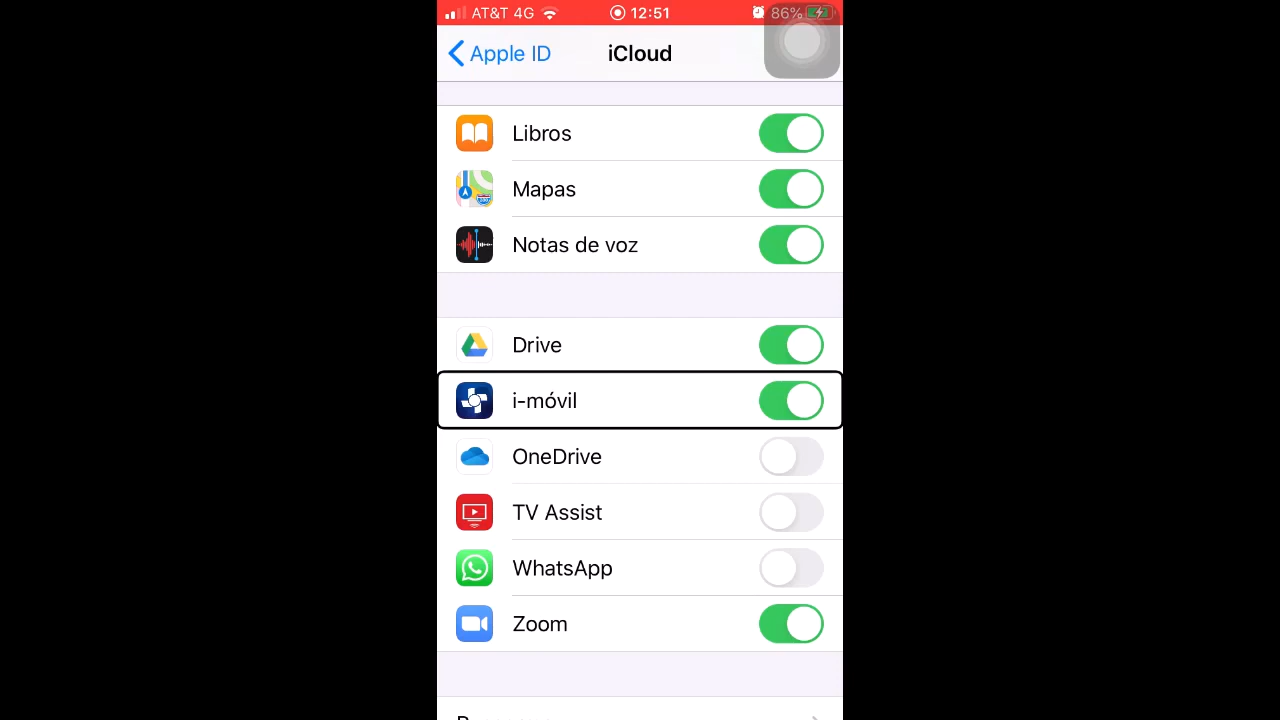 AT&T 4G 12:51 86%
Apple ID iCloud
Libros
Mapas
Notas de voz
Drive
i-móvil
OneDrive
TV Assist
WhatsApp
Zoom